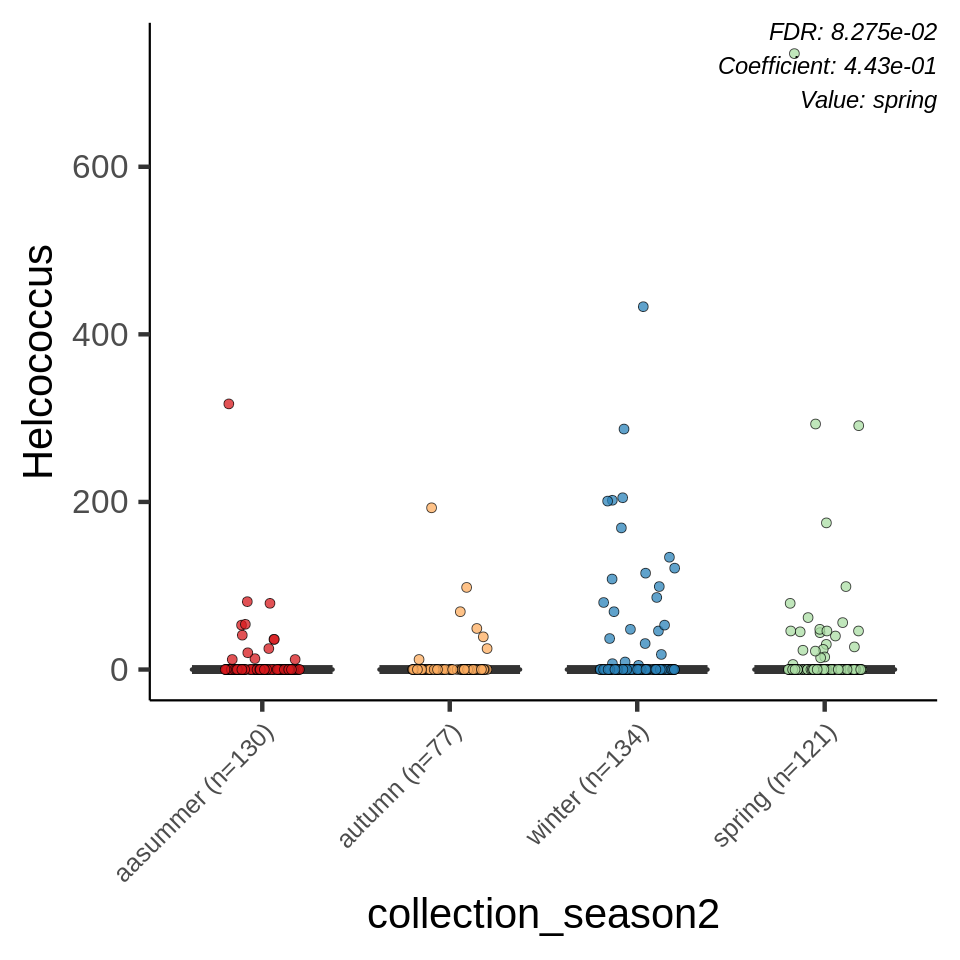 FDR: 8.275e-02
Coefficient: 4.43e-01
Value: spring
600
400
200
0
Helcococcus
aasummer (n=130)
autumn (n=77)
winter (n=134)
spring (n=121)
collection_season2